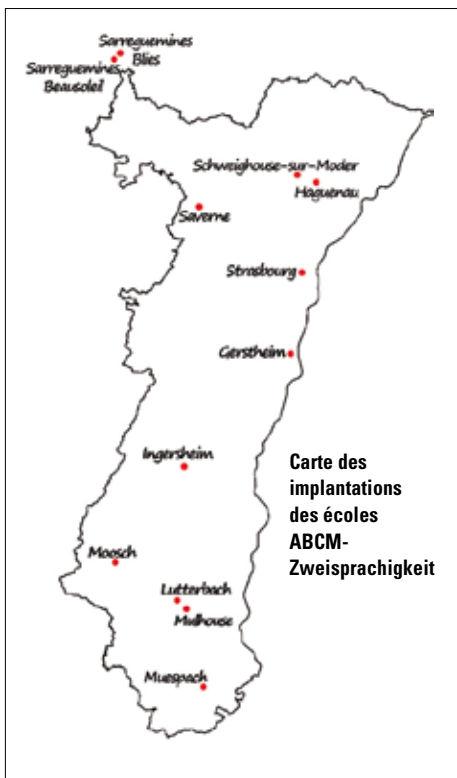 Sarreguemines
Blies
Sarreguemines
Beausoleil
Schweighouse-sur-Moder
Haguenau
Saverne
Strasbourg
Gerstheim
Ingersheim
Carte des
implantations
des écoles
ABCM-
Zweisprachigkeit
Moosch
Lutterbach
Mulhouse
Muespach